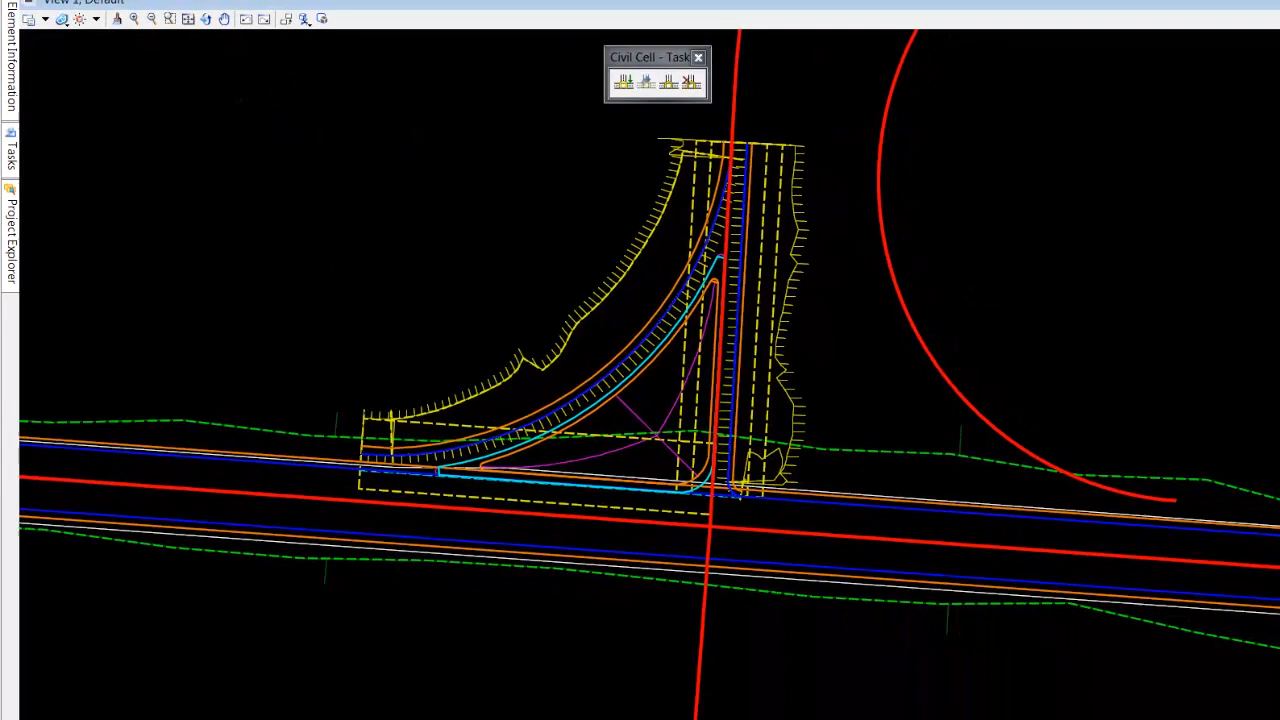 View 1, Default
Element Information
Tasks
Project Explorer
Civil Cell - Task